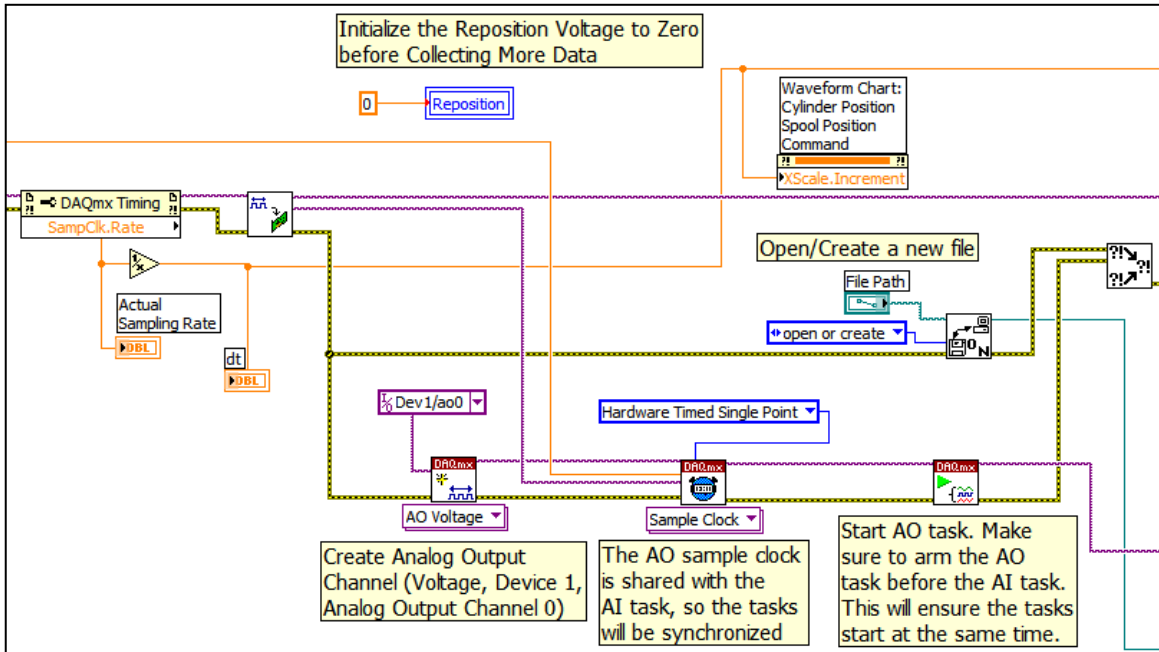 Initialize the Reposition Voltage to Zero
before Collecting More Data
0
Reposition
Waveform Chart:
Cylinder Position
Spool Position
Command
?!
?!
XScale.Increment
?!
DAQmx Timing
?!
SampClk.Rate
1/x
Actual
Sampling Rate
DBL
dt
DBL
Open/Create a new file
File Path
open or create
O
N
?!
?!
?!
I/O
Dev1/ao0
Hardware Timed Single Point
DAQmx
DAQmx
DAQmx
AO Voltage
Sample Clock
Create Analog Output
Channel (Voltage, Device 1,
Analog Output Channel 0)
The AO sample clock
is shared with the
AI task, so the tasks
will be synchronized
Start AO task. Make
sure to arm the AO
task before the AI task.
This will ensure the tasks
start at the same time.